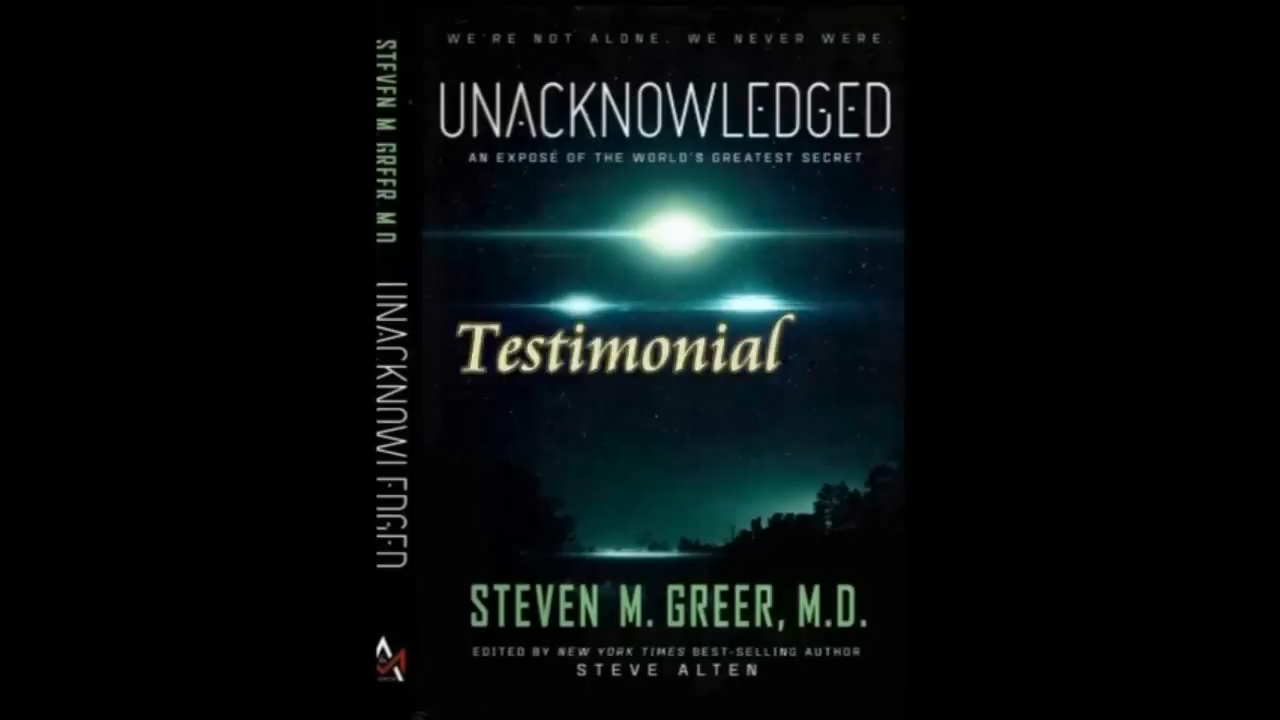 WE'RE NOT ALONE. WE NEVER WERE.
UNACKNOWLEDGED
AN EXPOSÉ OF THE WORLD'S GREATEST SECRET
Testimonial
STEVEN M. GREER, M.D.
EDITED BY NEW YORK TIMES BEST-SELLING AUTHOR
STEVE ALTEN
STEVEN M GREER MD
UNACKNOWLEDGED